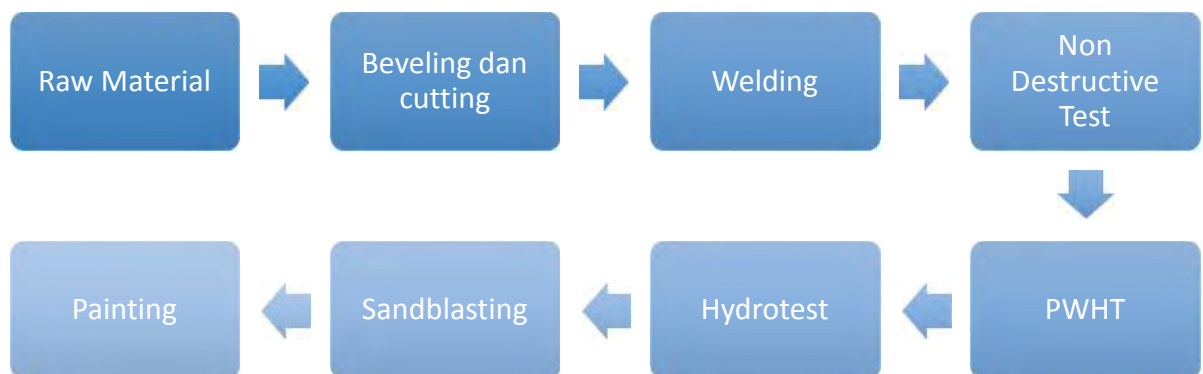 Raw Material
Beveling dan
cutting
Welding
Non
Destructive
Test
PWHT
Hydrotest
Sandblasting
Painting